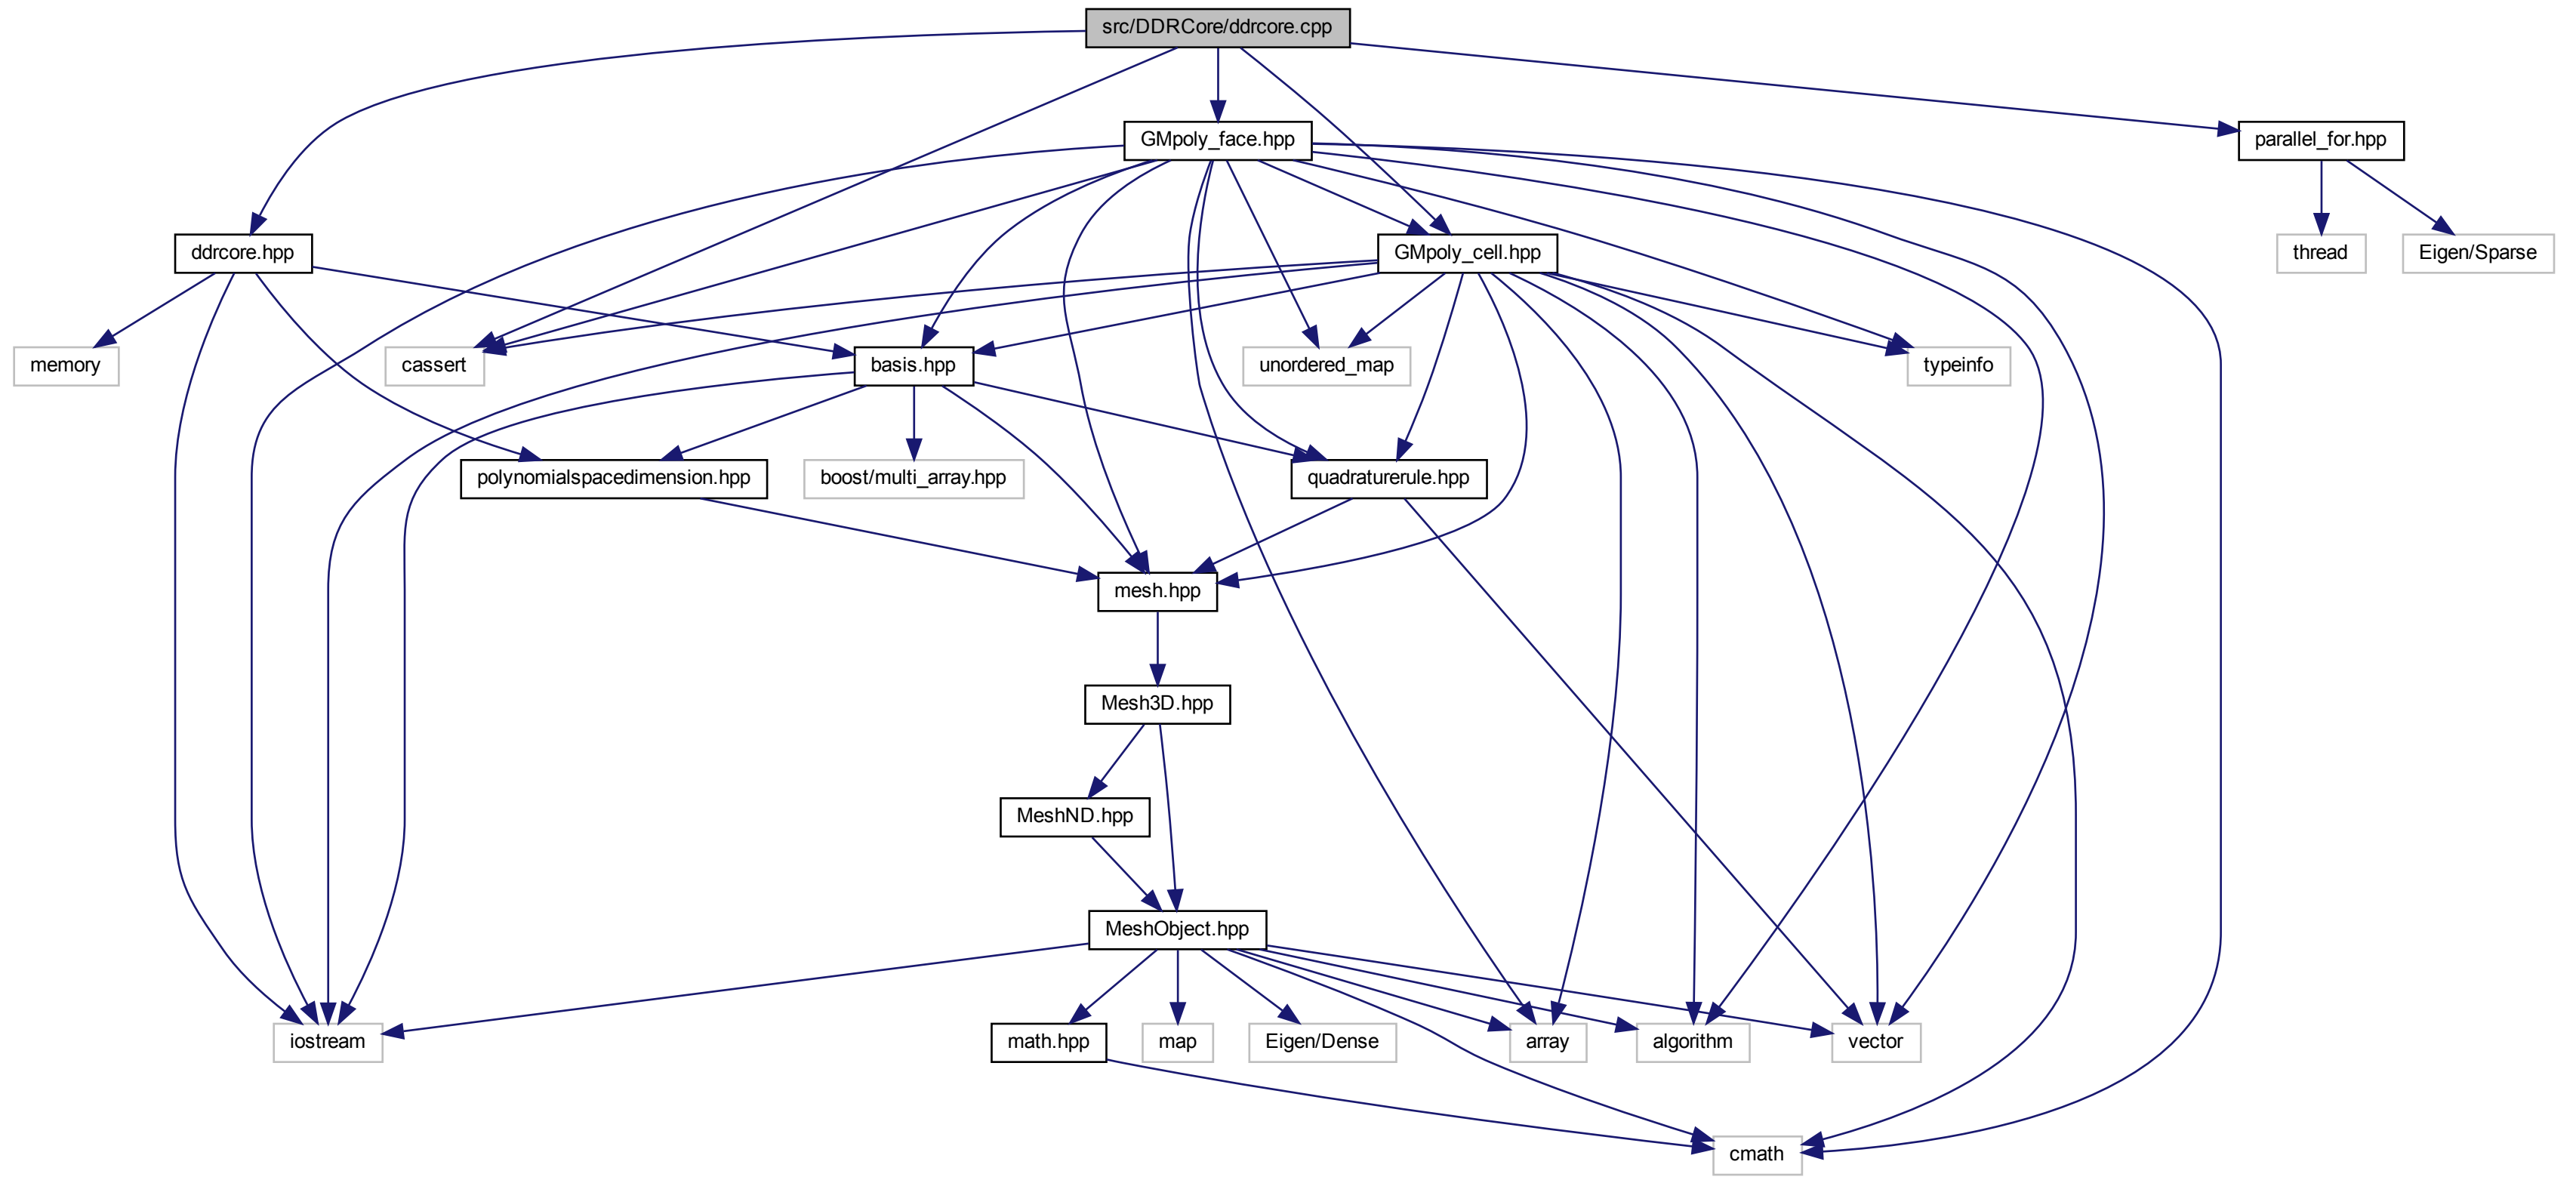 src/DDRCore/ddrcore.cpp
GMpoly_face.hpp
parallel_for.hpp
ddrcore.hpp
GMpoly_cell.hpp
thread
Eigen/Sparse
memory
cassert
basis.hpp
unordered_map
typeinfo
polynomialspacedimension.hpp
boost/multi_array.hpp
quadraturerule.hpp
mesh.hpp
Mesh3D.hpp
MeshND.hpp
MeshObject.hpp
iostream
math.hpp
map
Eigen/Dense
array
algorithm
vector
cmath